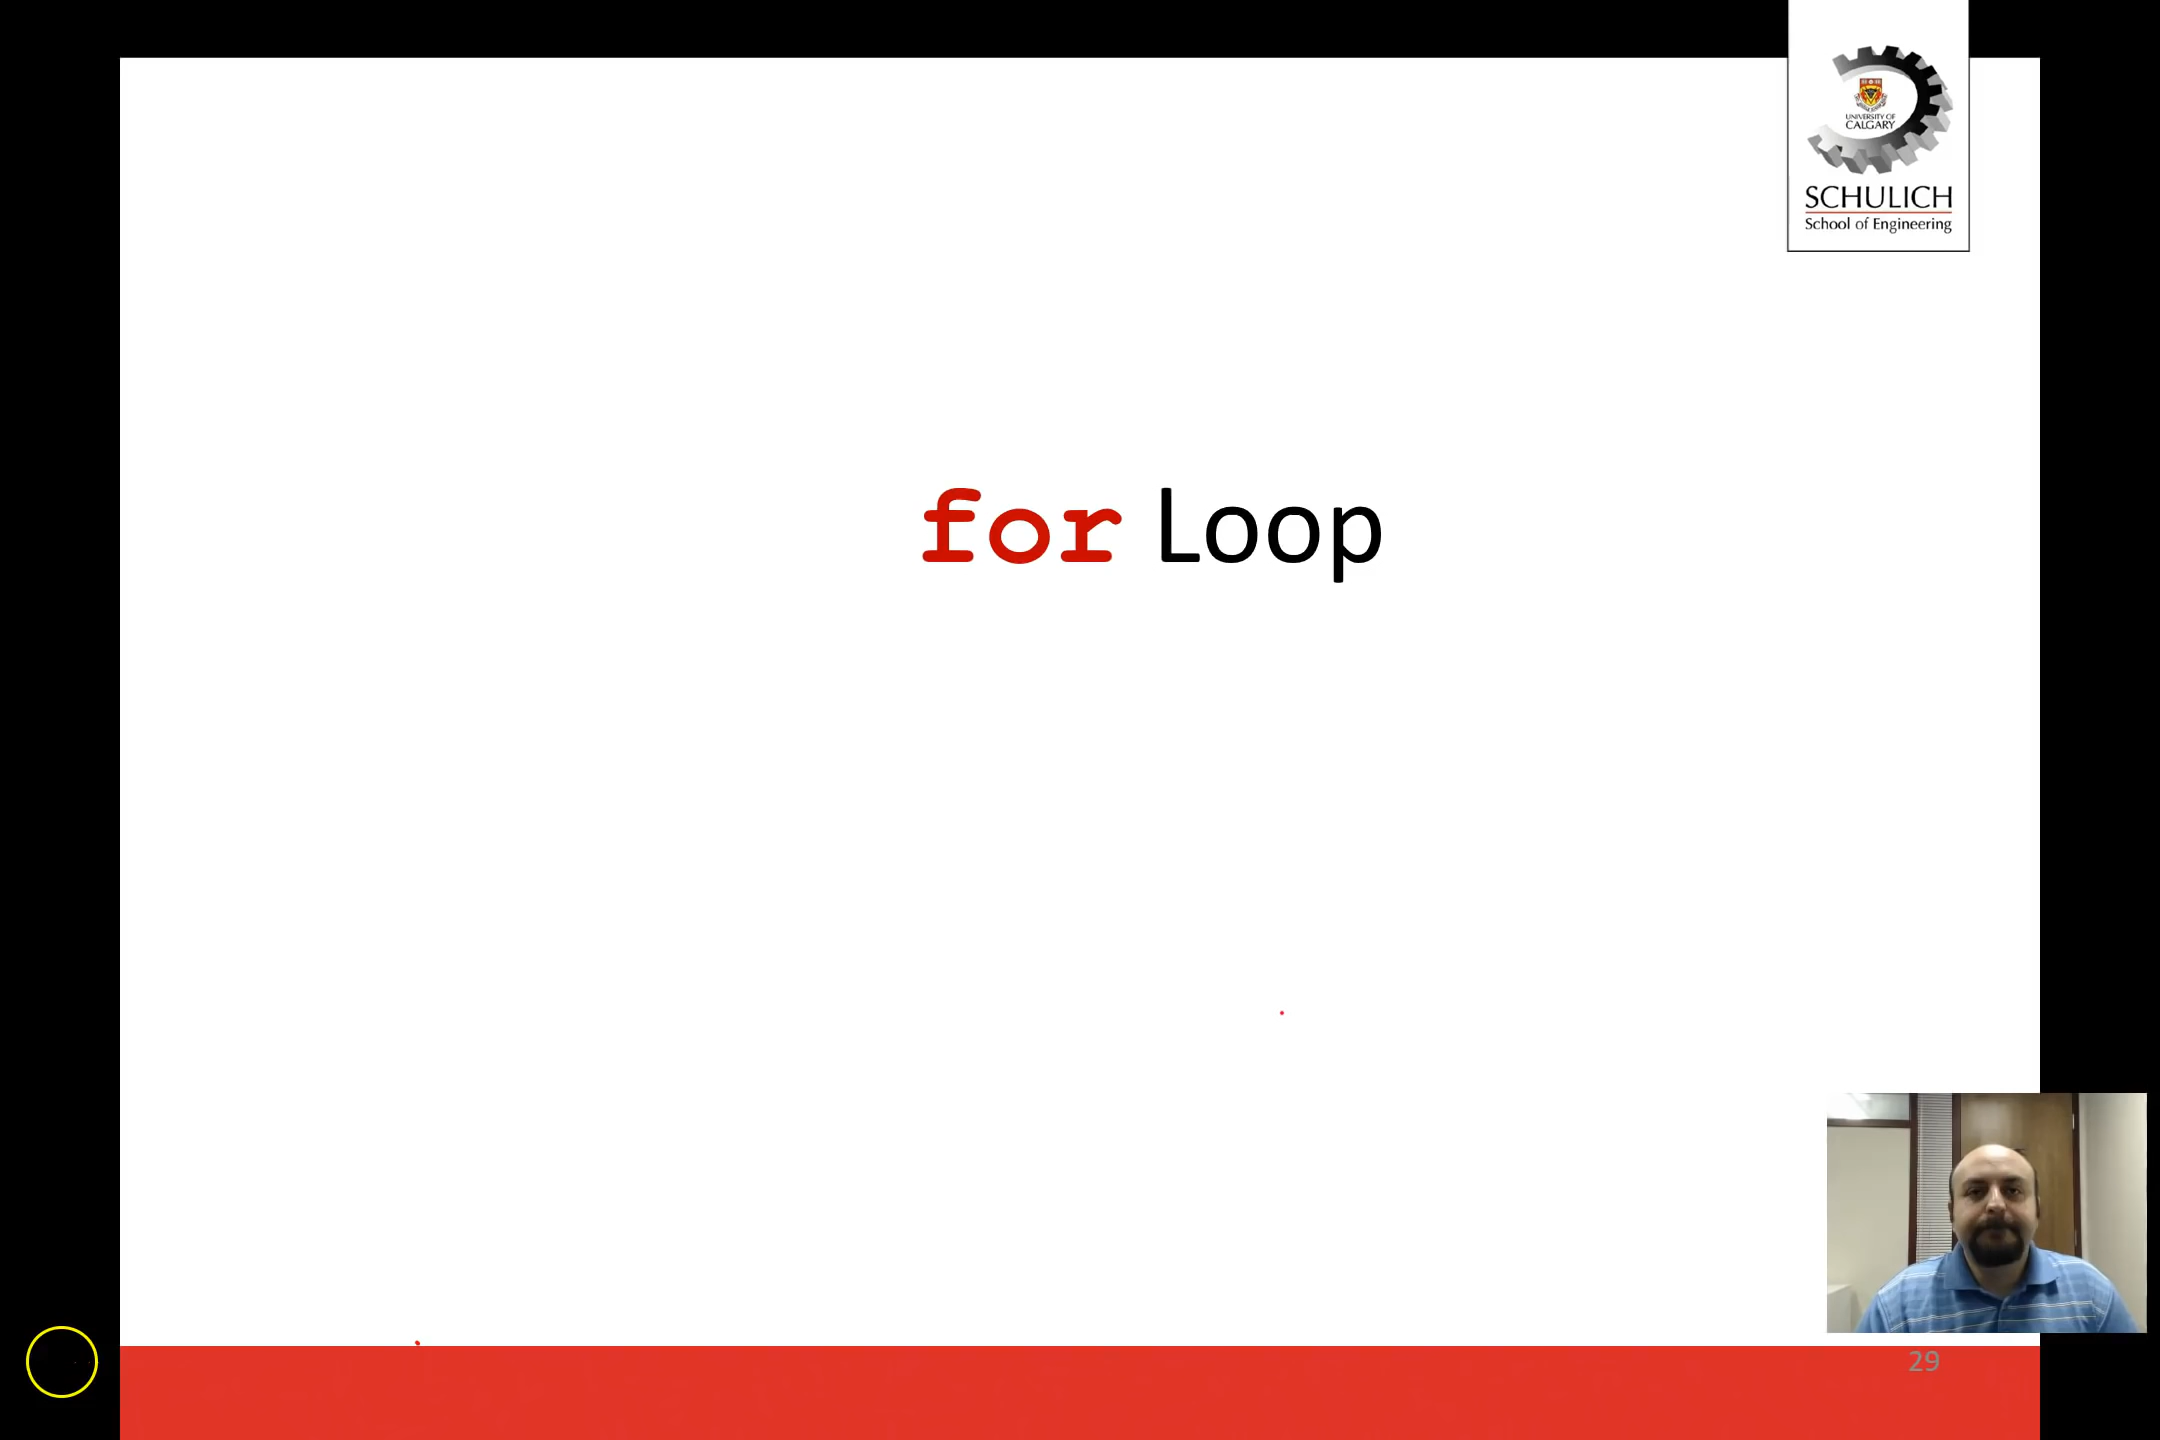 UNIVERSITY OF
CALGARY
SCHULICH
School of Engineering
for Loop
29